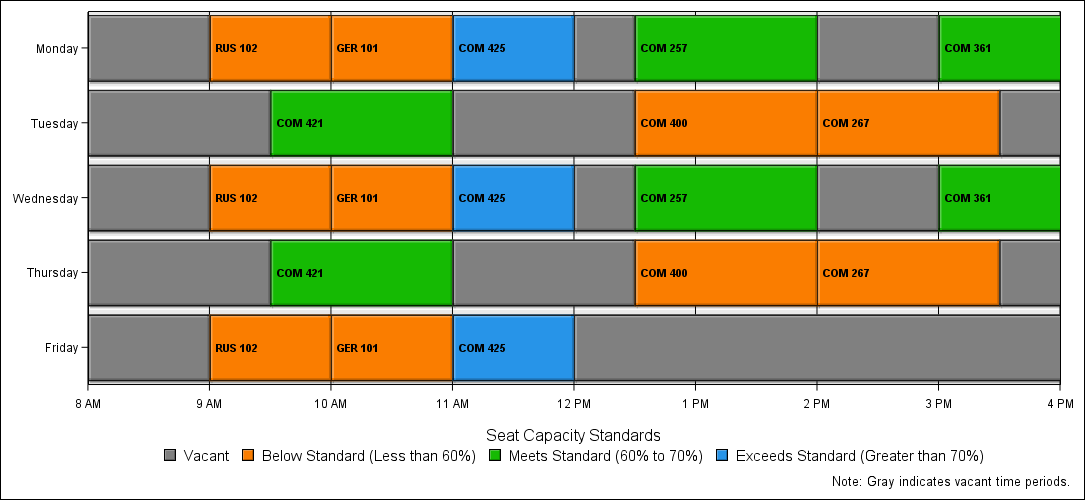 Monday RUS 102 GER 101 COM 425 COM 257 COM 361
Tuesday COM 421 COM 400 COM 267
Wednesday RUS 102 GER 101 COM 425 COM 257 COM 361
Thursday COM 421 COM 400 COM 267
Friday RUS 102 GER 101 COM 425
8 AM 9 AM 10 AM 11 AM 12 PM 1 PM 2 PM 3 PM 4 PM
Seat Capacity Standards
Vacant Below Standard (Less than 60%) Meets Standard (60% to 70%) Exceeds Standard (Greater than 70%)
Note: Gray indicates vacant time periods.